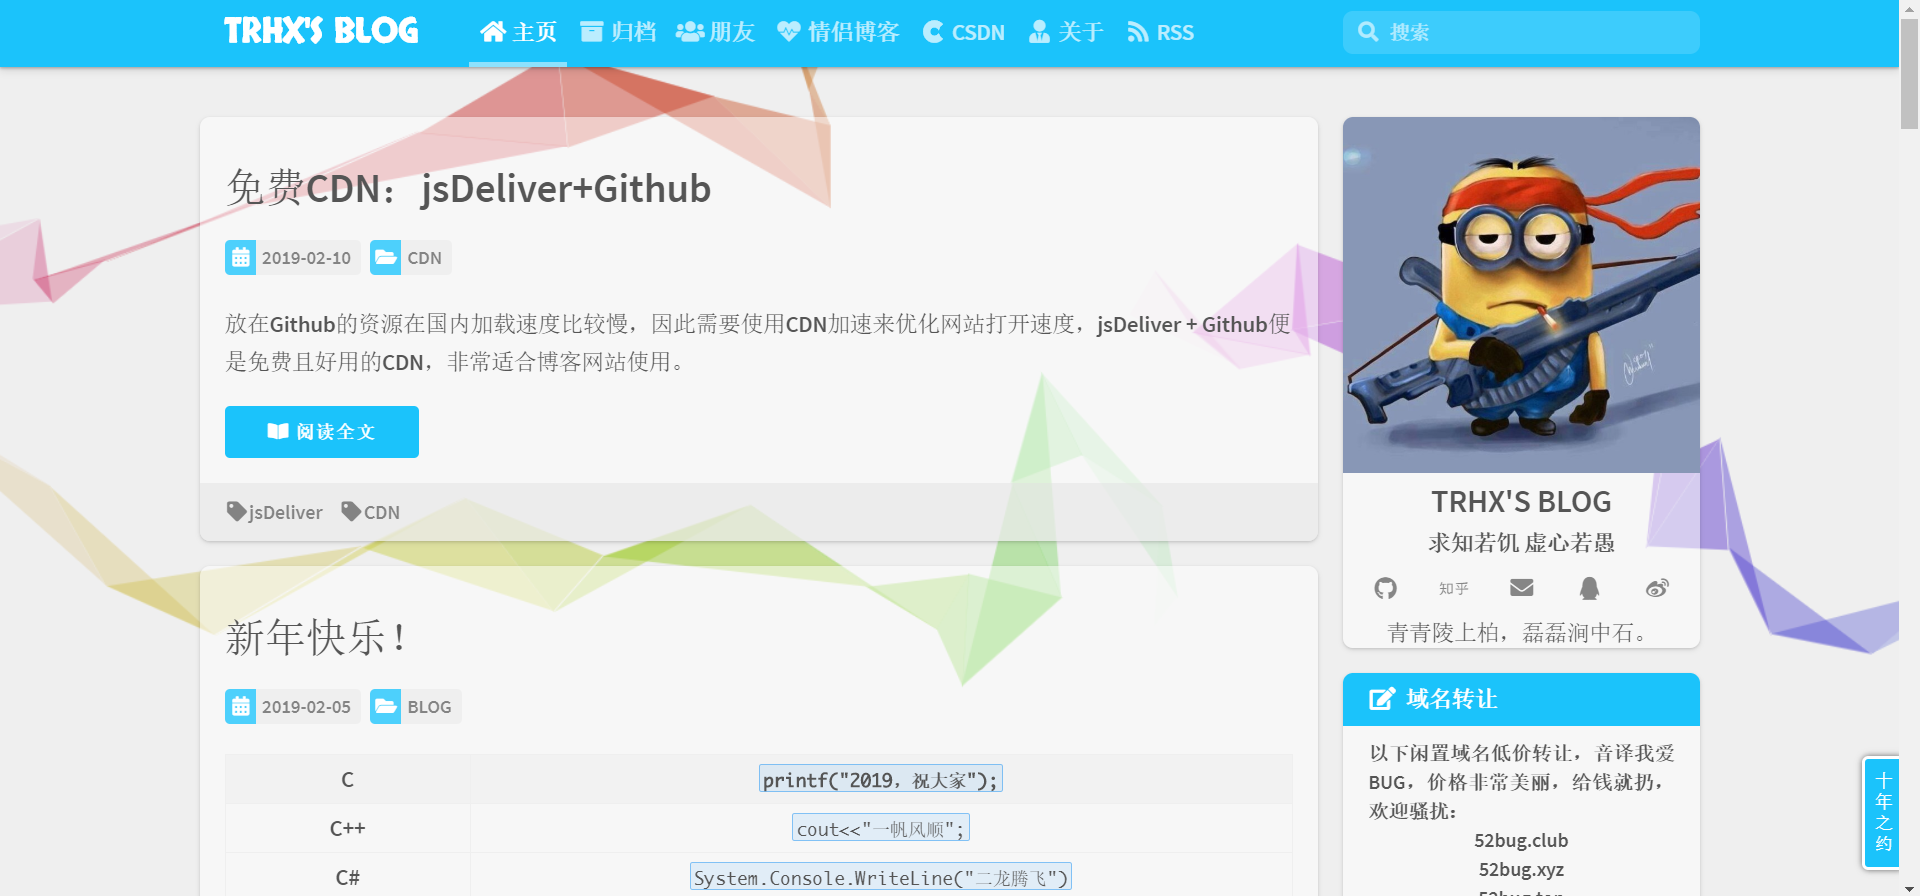 TRHX'S BLOG
主页 归档 朋友 情侣博客 CSDN 关于 RSS
搜索
免费CDN：jsDeliver+Github
2019-02-10 CDN
放在Github的资源在国内加载速度比较慢，因此需要使用CDN加速来优化网站打开速度，jsDeliver + Github便
是免费且好用的CDN，非常适合博客网站使用。
阅读全文
jsDeliver CDN
新年快乐！
2019-02-05 BLOG
C printf("2019，祝大家");
C++ cout<<"一帆风顺";
C# System.Console.WriteLine("二龙腾飞")
TRHX'S BLOG
求知若饥 虚心若愚
知乎
青青陵上柏，磊磊涧中石。
域名转让
以下闲置域名低价转让，音译我爱
BUG，价格非常美丽，给钱就扔，
欢迎骚扰：
52bug.club
52bug.xyz
十年之约